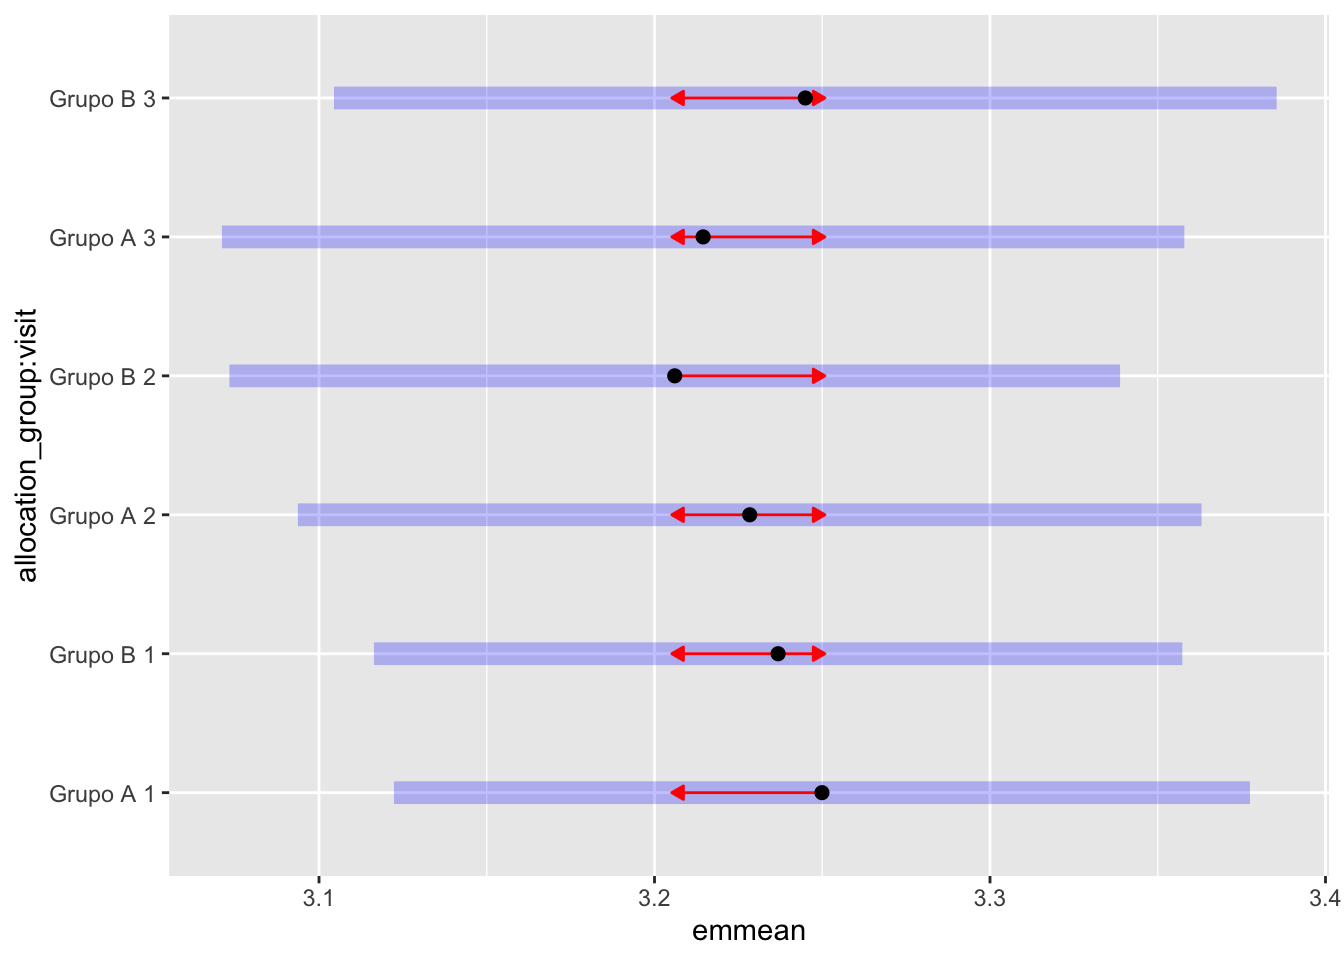 allocation_group:visit
Grupo B 3
Grupo A 3
Grupo B 2
Grupo A 2
Grupo B 1
Grupo A 1
3.1 3.2 3.3 3.4
emmean